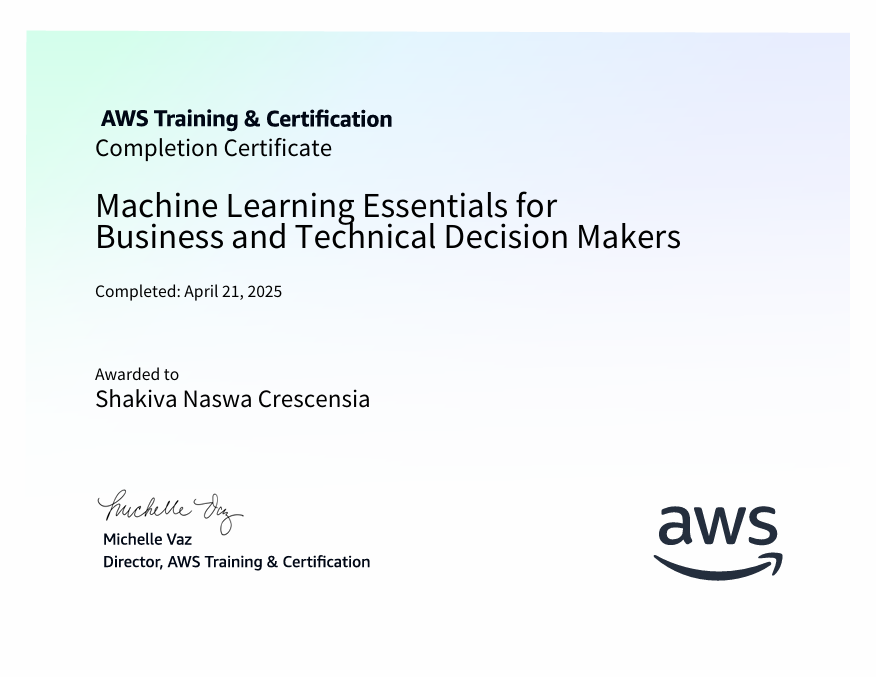 AWS Training & Certification
Completion Certificate
Machine Learning Essentials for
Business and Technical Decision Makers
Completed: April 21, 2025
Awarded to
Shakiva Naswa Crescensia
Michelle Vaz
Michelle Vaz
Director, AWS Training & Certification
aws